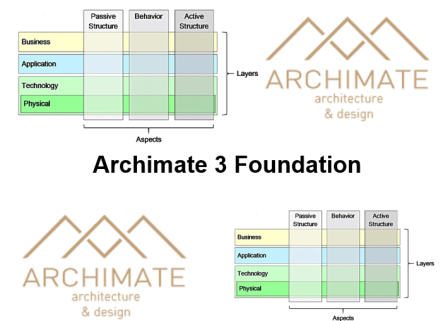 Passive Structure
Behavior
Active Structure
Business
Application
Technology
Physical
Layers
Aspects
ARCHIMATE
architecture
& design
Archimate 3 Foundation
ARCHIMATE
architecture
& design
Passive Structure
Behavior
Active Structure
Business
Application
Technology
Physical
Layers
Aspects